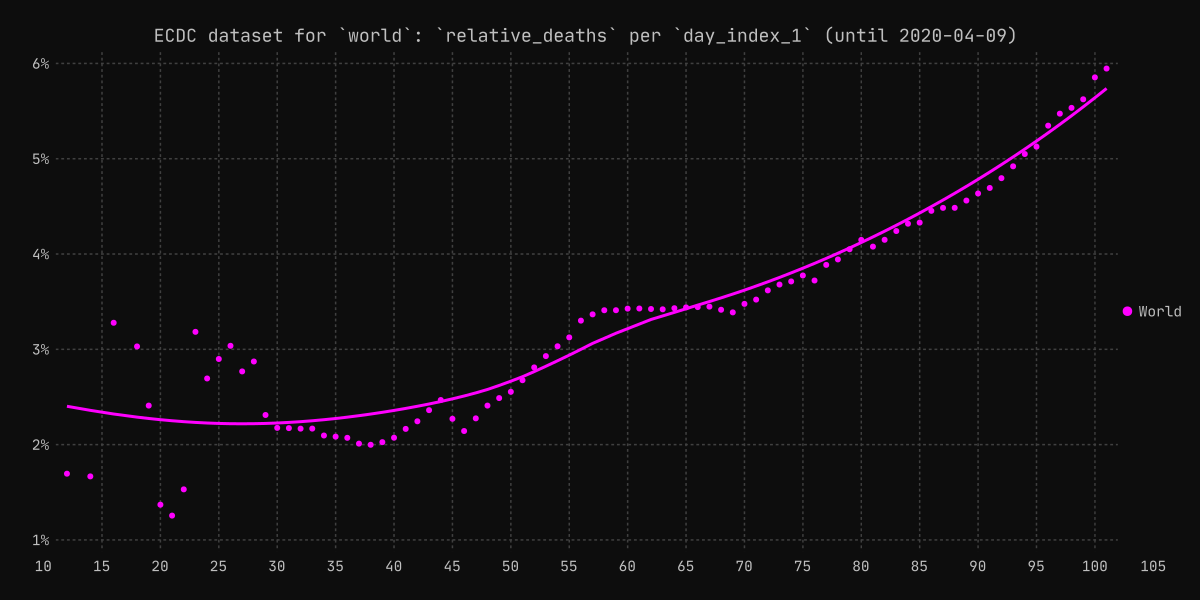 ECDC dataset for `world`: `relative_deaths` per `day_index_1` (until 2020-04-09)
6%
5%
4%
3%
2%
1%
World
10 15 20 25 30 35 40 45 50 55 60 65 70 75 80 85 90 95 100 105